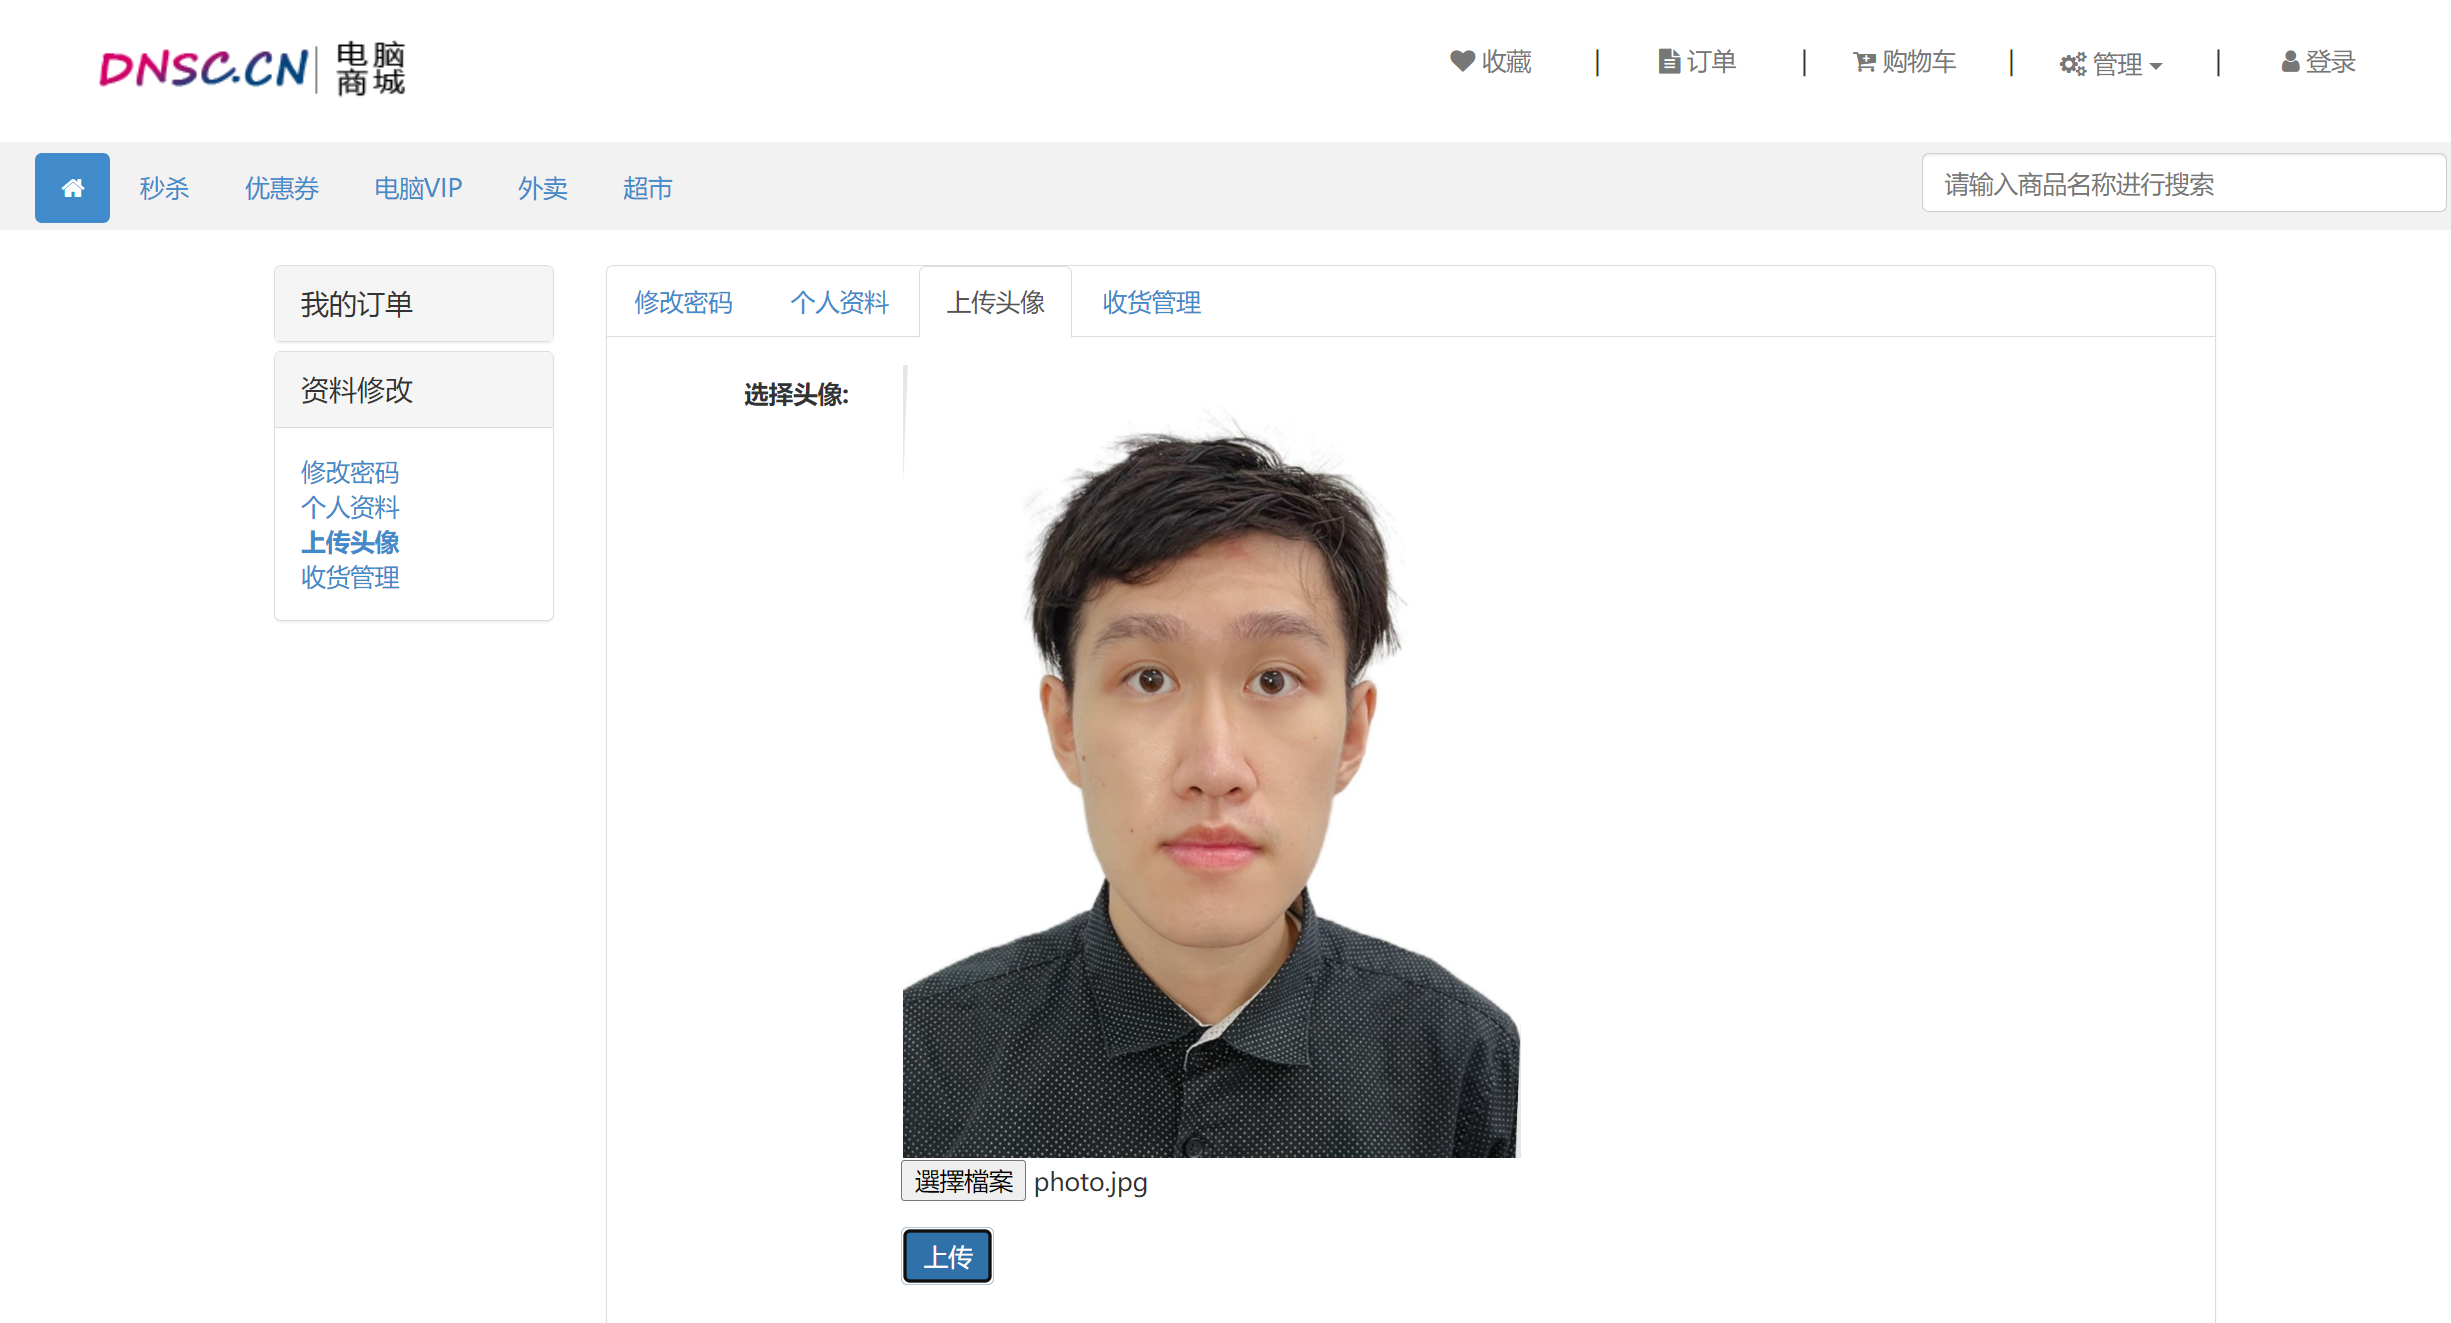 DNSC.CN 电脑商城
收藏 | 订单 | 购物车 | 管理 | 登录
秒杀 优惠券 电脑VIP 外卖 超市 请输入商品名称进行搜索
我的订单
资料修改
修改密码
个人资料
上传头像
收货管理
修改密码 个人资料 上传头像 收货管理
选择头像:
選擇檔案 photo.jpg
上传